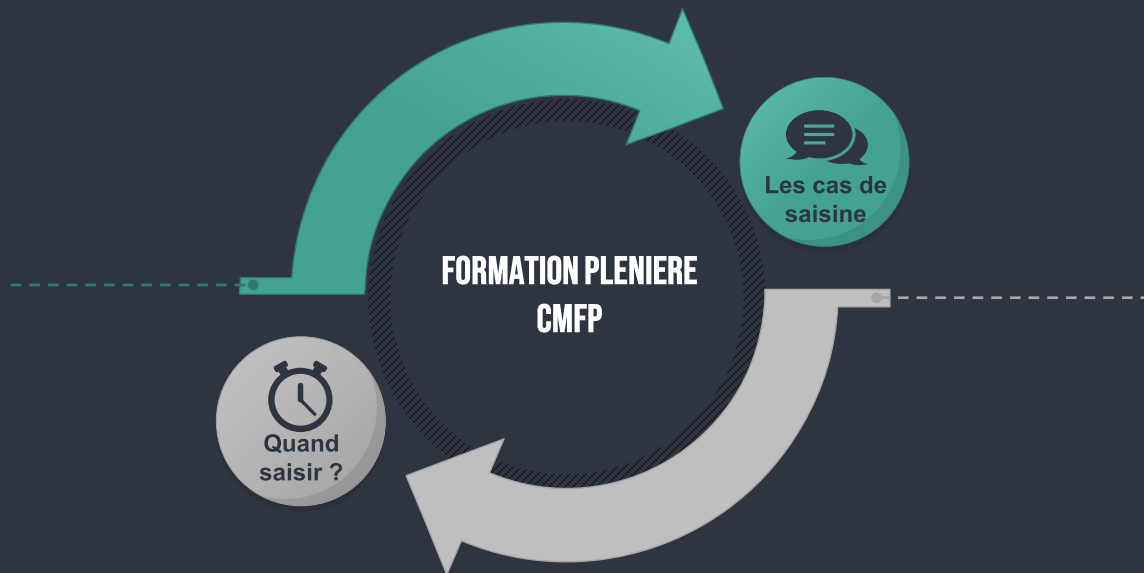 Les cas de
saisine
FORMATION PLENIERE
CMFP
Quand
saisir ?